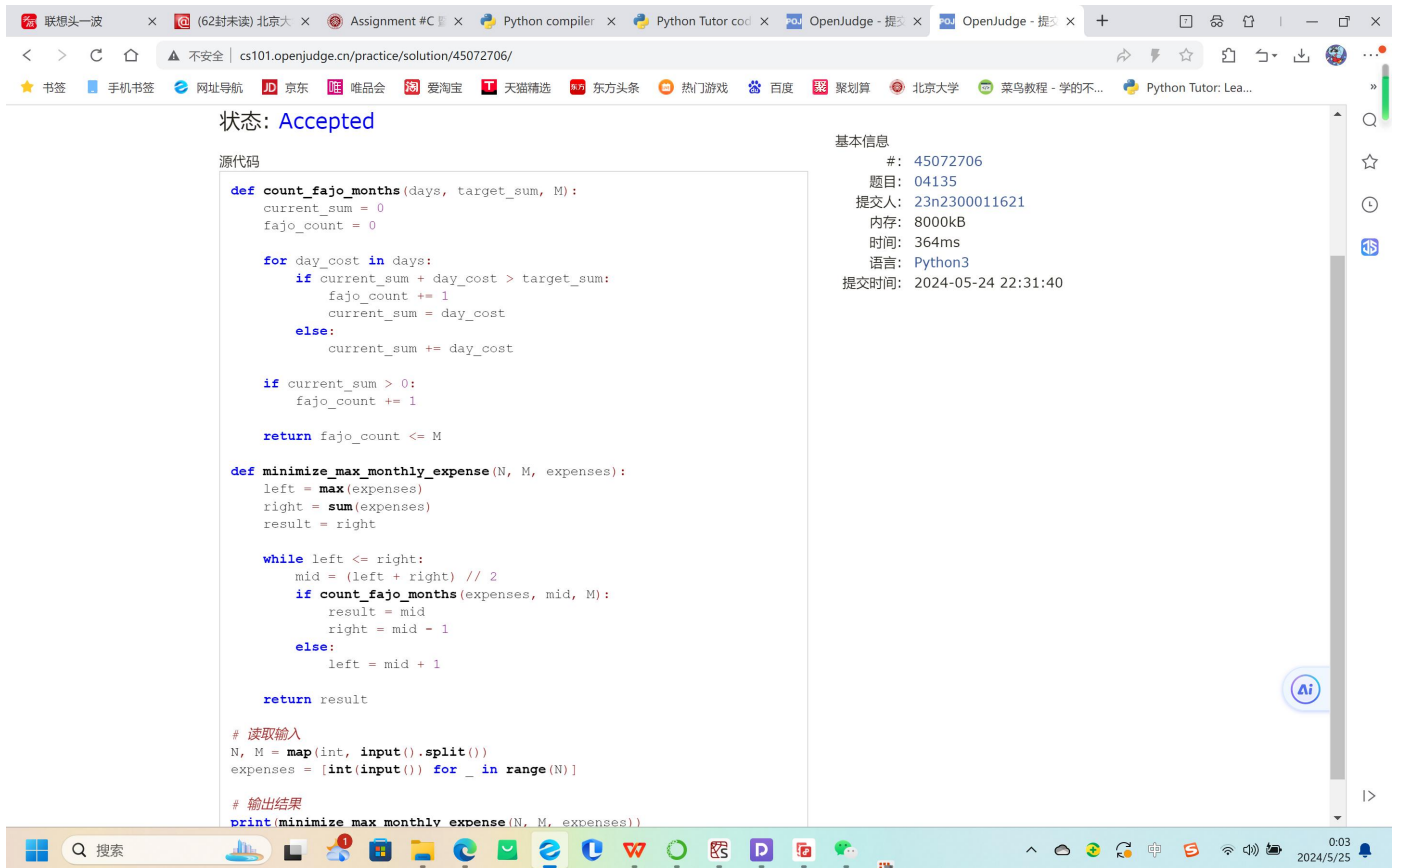 联想头一波
(62封未读) 北京大
Assignment #C
Python compiler
Python Tutor cod
OpenJudge - 提交
OpenJudge - 提交
不安全 | cs101.openjudge.cn/practice/solution/45072706/
书签 手机书签 网址导航 JD 京东 唯 唯品会 淘 爱淘宝 T 天猫精选 东方 东方头条 热门游戏 百度 聚 聚划算 北京大学 菜鸟教程 - 学的不... Python Tutor: Lea... »
状态: Accepted
源代码
def count_fajo_months(days, target_sum, M):
    current_sum = 0
    fajo_count = 0
    for day_cost in days:
        if current_sum + day_cost > target_sum:
            fajo_count += 1
            current_sum = day_cost
        else:
            current_sum += day_cost
    if current_sum > 0:
        fajo_count += 1
    return fajo_count <= M
def minimize_max_monthly_expense(N, M, expenses):
    left = max(expenses)
    right = sum(expenses)
    result = right
    while left <= right:
        mid = (left + right) // 2
        if count_fajo_months(expenses, mid, M):
            result = mid
            right = mid - 1
        else:
            left = mid + 1
    return result
# 读取输入
N, M = map(int, input().split())
expenses = [int(input()) for _ in range(N)]
# 输出结果
print(minimize_max_monthly_expense(N, M, expenses))
基本信息
#: 45072706
题目: 04135
提交人: 23n2300011621
内存: 8000kB
时间: 364ms
语言: Python3
提交时间: 2024-05-24 22:31:40
Ai
搜索
1
中
0:03
2024/5/25